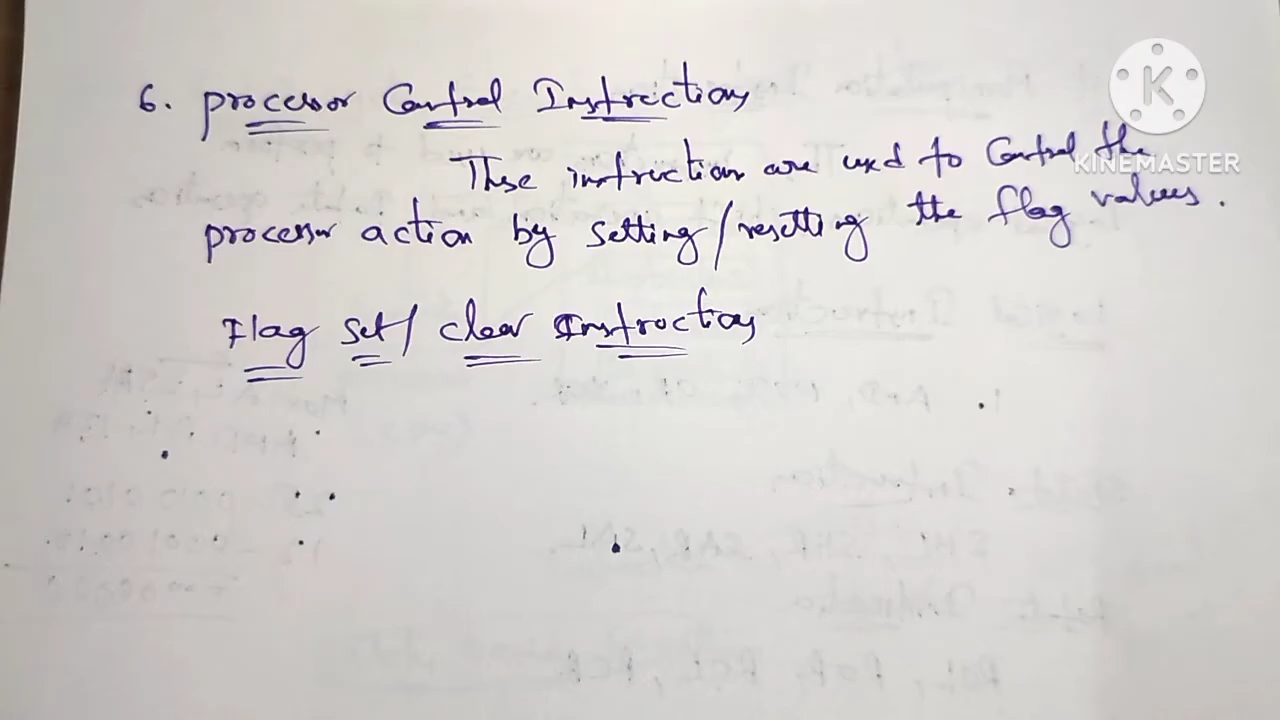 6. processor Control Instructions
These instruction are used to Control the
processor action by setting/resetting the flag values.
Flag Set/ clear Instructions
KINEMASTER